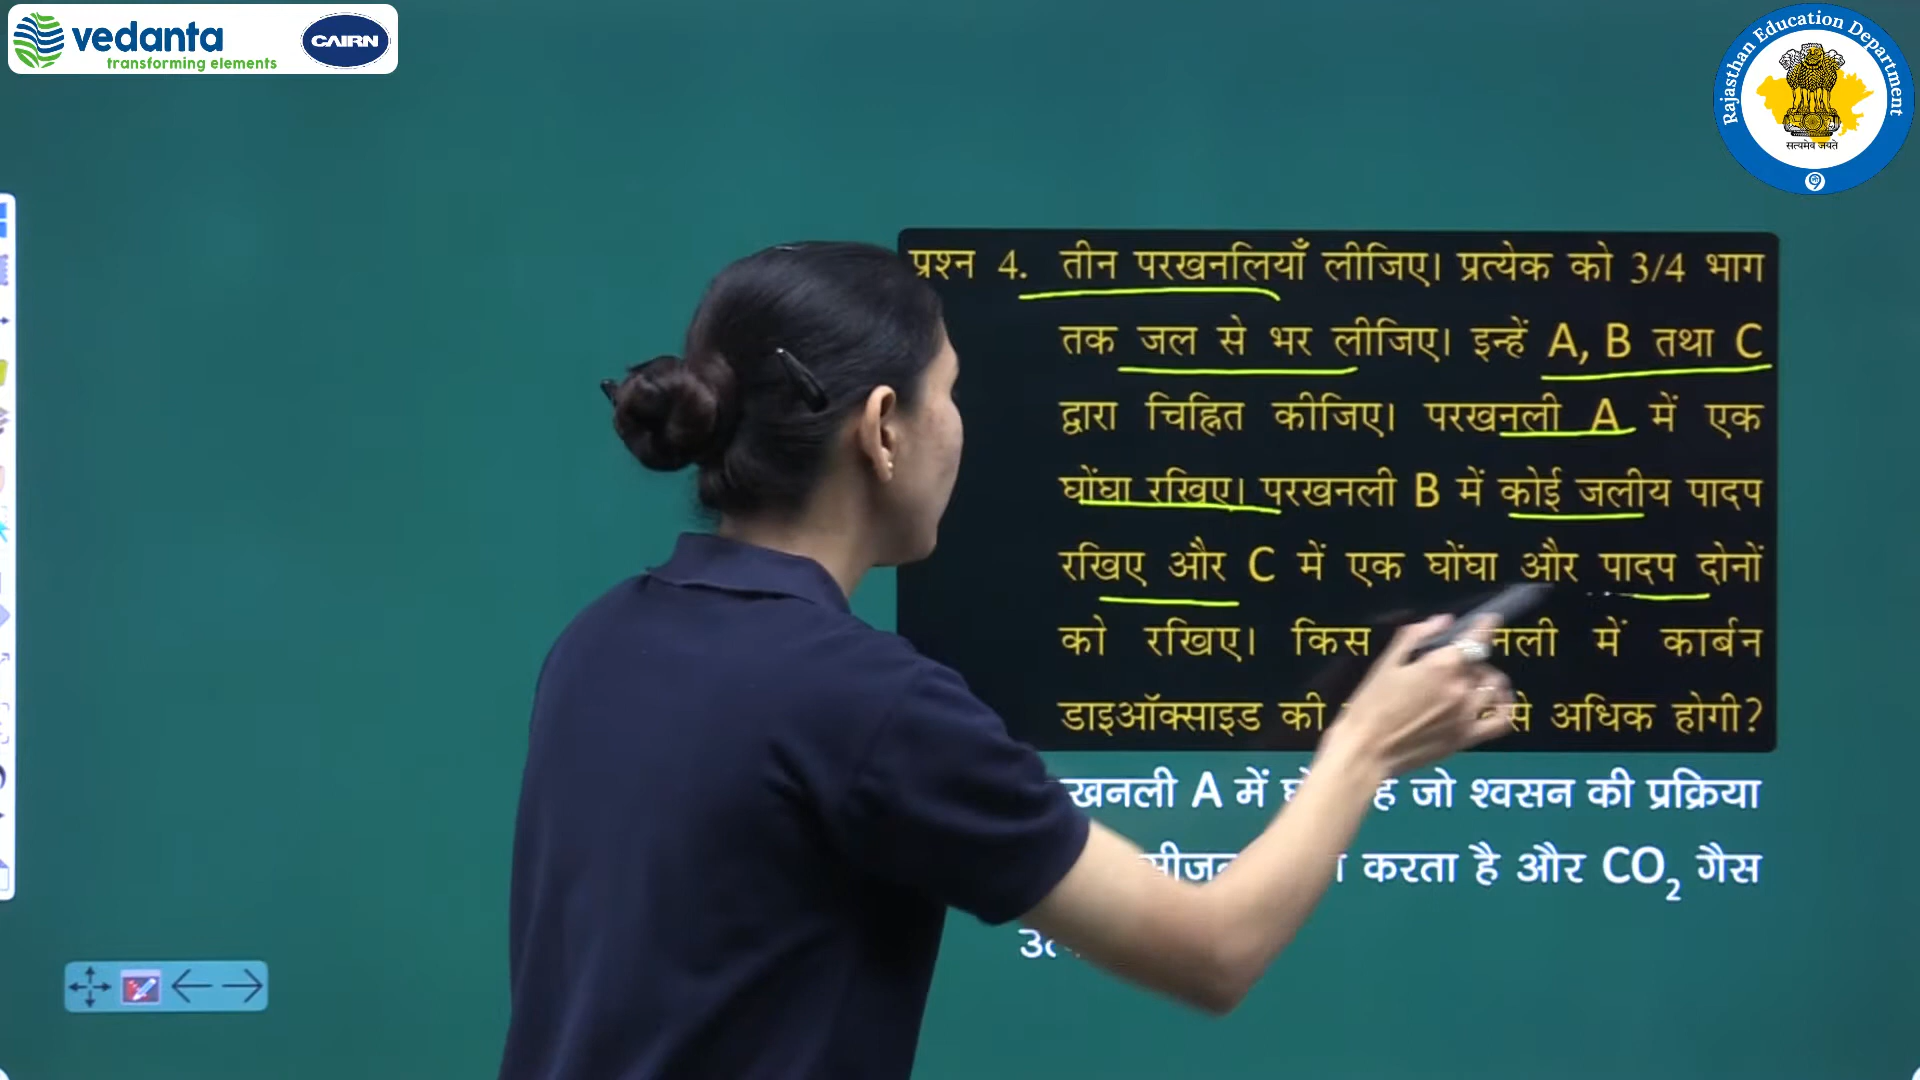 vedanta
transforming elements
CAIRN
Rajasthan Education Department
सत्यमेव जयते
प्रश्न 4. तीन परखनलियाँ लीजिए। प्रत्येक को 3/4 भाग
तक जल से भर लीजिए। इन्हें A, B तथा C
द्वारा चिह्नित कीजिए। परखनली A में एक
घोंघा रखिए। परखनली B में कोई जलीय पादप
रखिए और C में एक घोंघा और पादप दोनों
को रखिए। किस नली में कार्बन
डाइऑक्साइड की से अधिक होगी?
खनली A में जो श्वसन की प्रक्रिया
करता है और CO₂ गैस